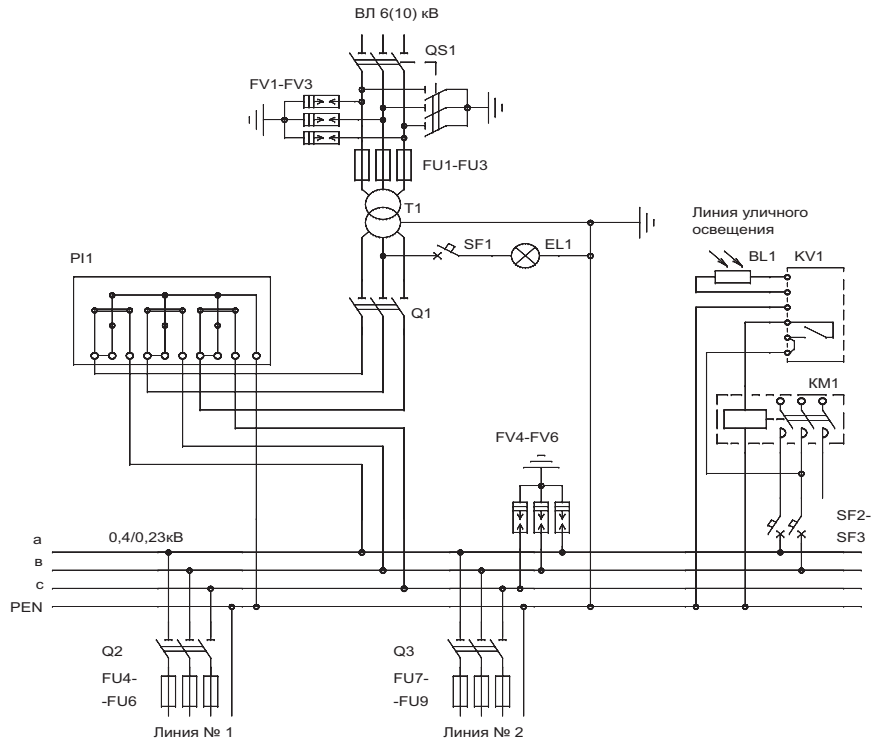 ВЛ 6(10) кВ
QS1
FV1-FV3
FU1-FU3
T1
Линия уличного
освещения
SF1
EL1
BL1
KV1
PI1
Q1
KM1
FV4-FV6
SF2-
SF3
a
0,4/0,23кВ
в
c
PEN
Q2
Q3
FU4-
-FU6
FU7-
-FU9
Линия № 1
Линия № 2